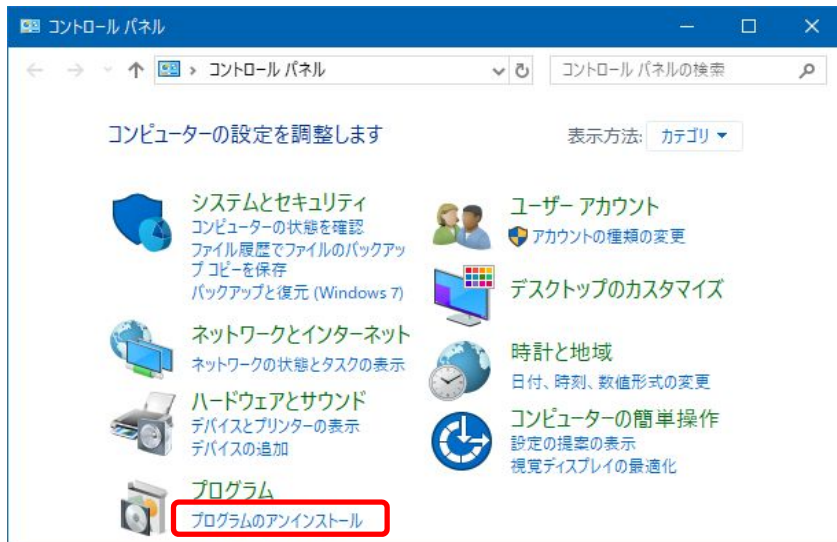 コントロール パネル
コントロール パネル
コントロール パネルの検索
コンピューターの設定を調整します
表示方法: カテゴリ
システムとセキュリティ
コンピューターの状態を確認
ファイル履歴でファイルのバックアッ
プ コピーを保存
バックアップと復元 (Windows 7)
ネットワークとインターネット
ネットワークの状態とタスクの表示
ハードウェアとサウンド
デバイスとプリンターの表示
デバイスの追加
プログラム
プログラムのアンインストール
ユーザー アカウント
アカウントの種類の変更
デスクトップのカスタマイズ
時計と地域
日付、時刻、数値形式の変更
コンピューターの簡単操作
設定の提案の表示
視覚ディスプレイの最適化